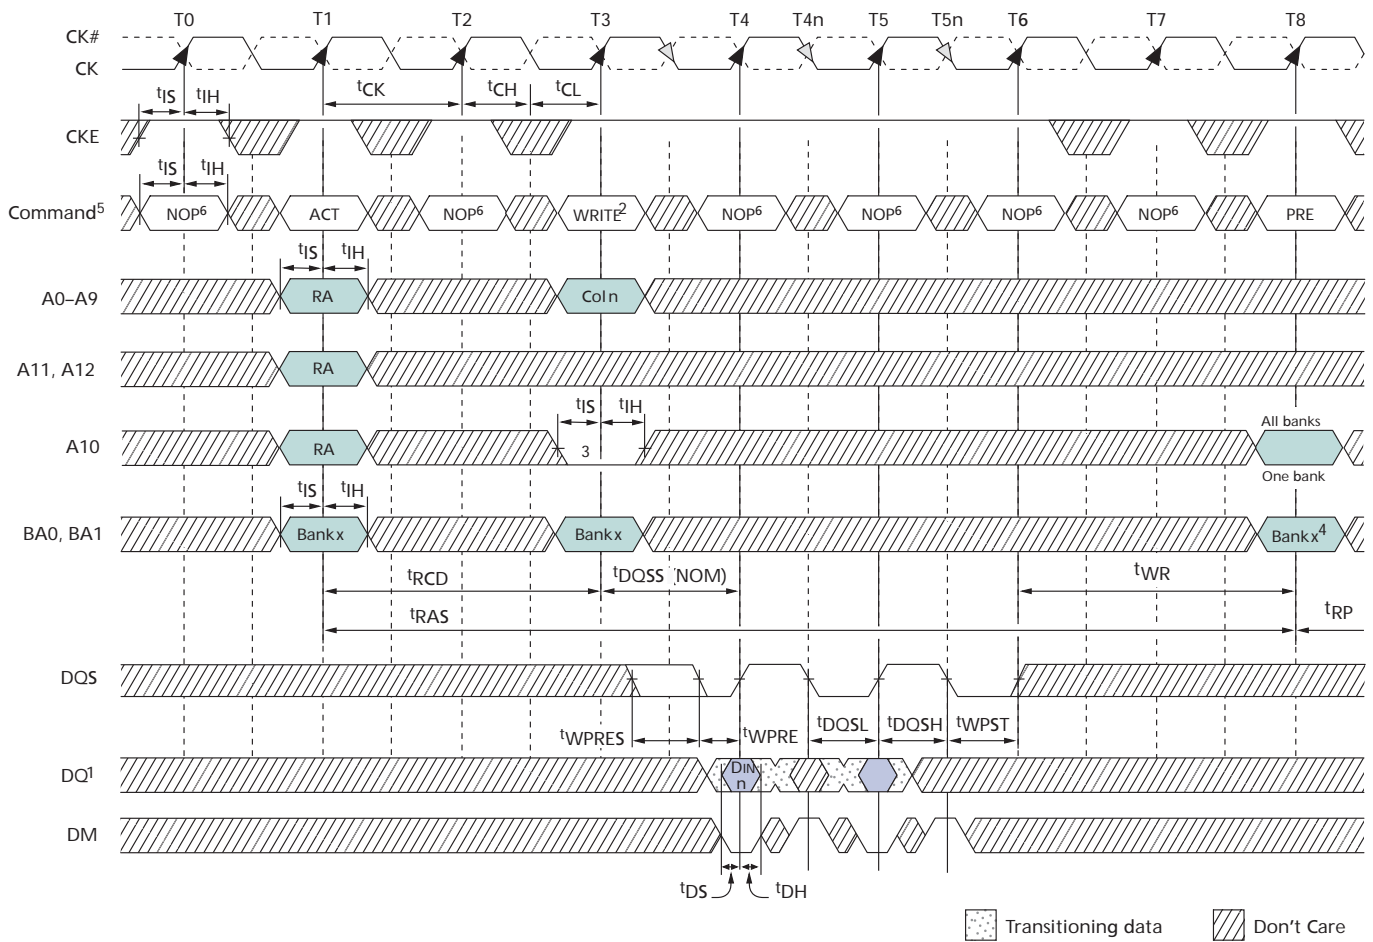 T0 T1 T2 T3 T4 T4n T5 T5n T6 T7 T8
CK#
CK
tIS tIH tCK tCH tCL
CKE
tIS tIH
Command5 NOP6 ACT NOP6 WRITE2 NOP6 NOP6 NOP6 NOP6 PRE
tIS tIH
A0–A9 RA Col n
A11, A12 RA
tIS tIH
All banks
A10 RA 3
One bank
tIS tIH
BA0, BA1 Bank x Bank x Bank x4
tRCD tDQSS (NOM) tWR
tRAS tRP
DQS
tWPRES tWPRE tDQSL tDQSH tWPST
DQ1 DIN
n
DM
tDS tDH
Transitioning data Don't Care